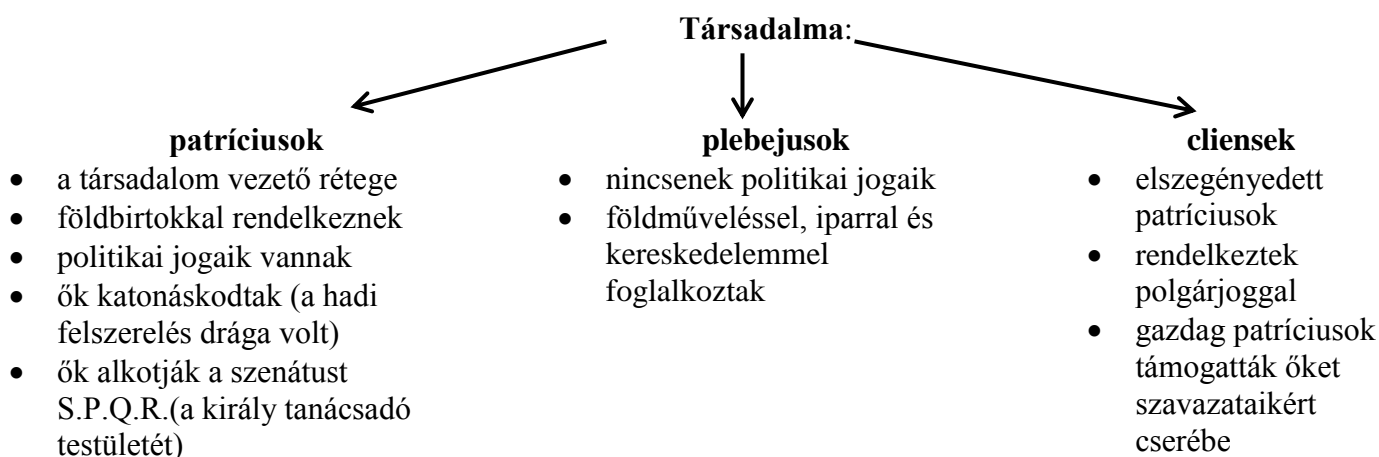 Társadalma:
patríciusok
• a társadalom vezető rétege
• földbirtokkal rendelkeznek
• politikai jogaik vannak
• ők katonáskodtak (a hadi
felszerelés drága volt)
• ők alkotják a szenátust
S.P.Q.R.(a király tanácsadó
testületét)
plebejusok
• nincsenek politikai jogaik
• földműveléssel, iparral és
kereskedelemmel
foglalkoztak
cliensek
• elszegényedett
patríciusok
• rendelkeztek
polgárjoggal
• gazdag patríciusok
támogatták őket
szavazataikért
cserébe